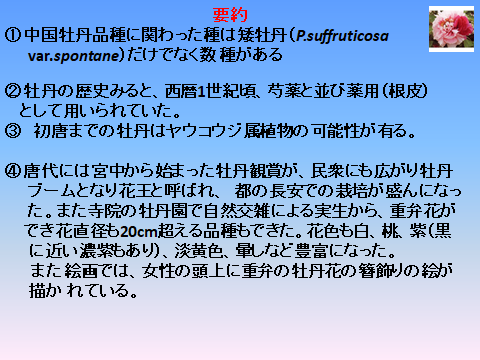 要約
①中国牡丹品種に関わった種は矮牡丹（P.suffruticosa
var.spontane）だけでなく数種がある
②牡丹の歴史みると、西暦1世紀頃、芍薬と並び薬用（根皮）
として用いられていた。
③ 初唐までの牡丹はヤウコウジ属植物の可能性が有る。
④唐代には宮中から始まった牡丹観賞が、民衆にも広がり牡丹
ブームとなり花王と呼ばれ、 都の長安での栽培が盛んになっ
た。また寺院の牡丹園で自然交雑による実生から、重弁花が
でき花直径も20cm超える品種もできた。花色も白、桃、紫（黒
に近い濃紫もあり）、淡黄色、暈しなど豊富になった。
また絵画では、女性の頭上に重弁の牡丹花の簪飾りの絵が
描か れている。